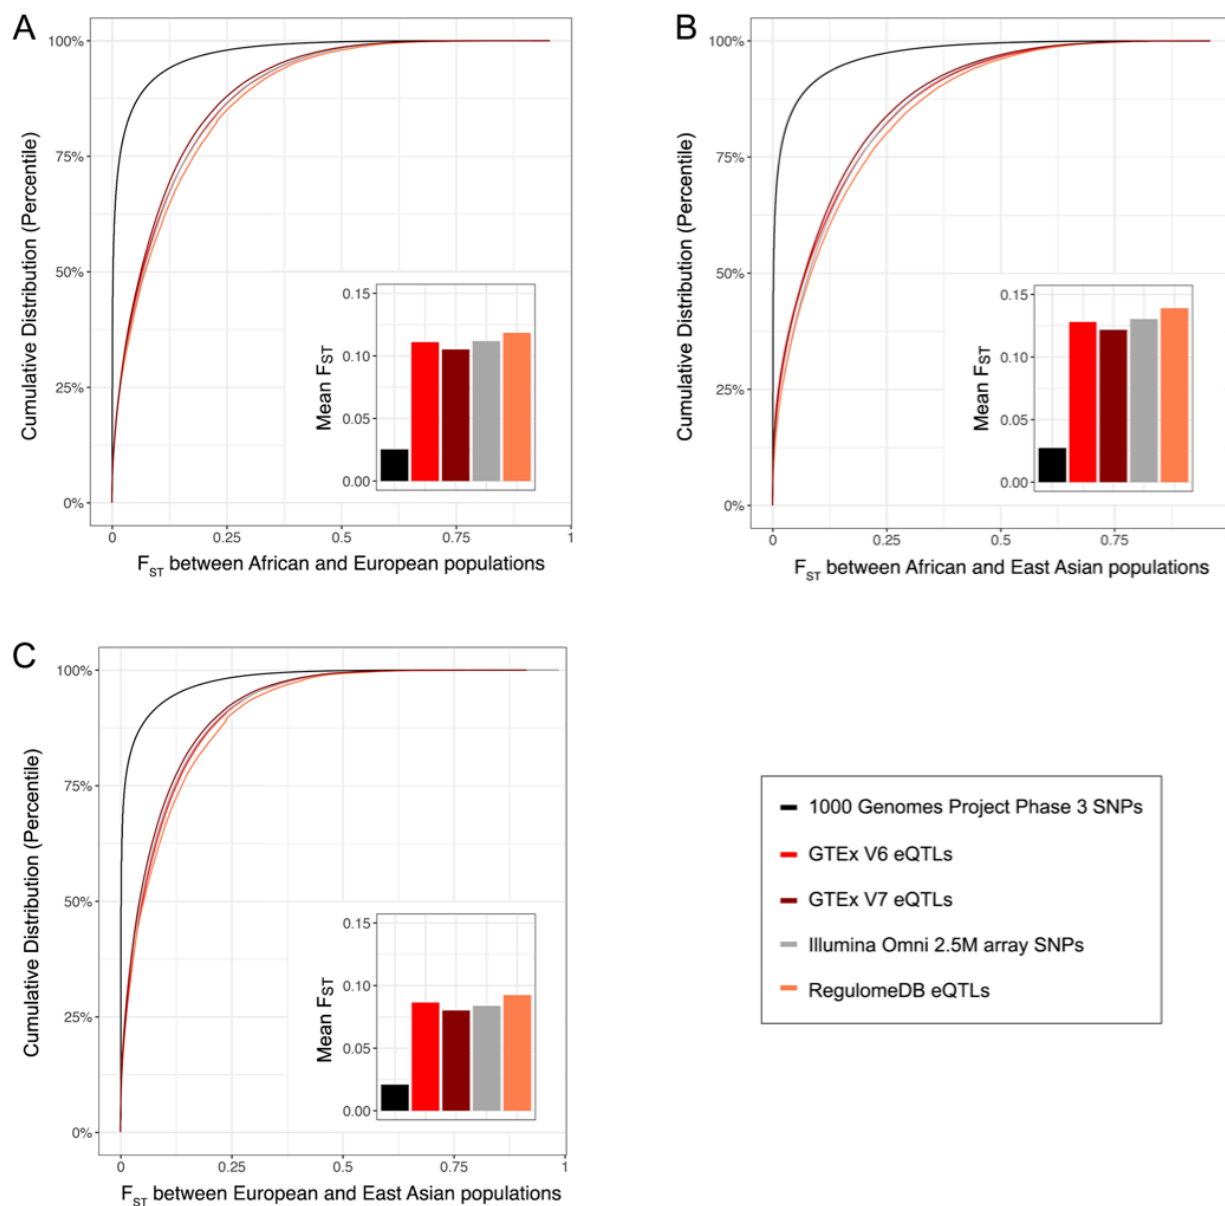 A
100%
75%
50%
25%
0%
Cumulative Distribution (Percentile)
0.15
0.10
0.05
0.00
Mean FST
0
0.25
0.5
0.75
1
FST between African and European populations
B
100%
75%
50%
25%
0%
Cumulative Distribution (Percentile)
0.15
0.10
0.05
0.00
Mean FST
0
0.25
0.5
0.75
FST between African and East Asian populations
C
100%
75%
50%
25%
0%
Cumulative Distribution (Percentile)
0.15
0.10
0.05
0.00
Mean FST
0
0.25
0.5
0.75
1
FST between European and East Asian populations
1000 Genomes Project Phase 3 SNPs
GTEx V6 eQTLs
GTEx V7 eQTLs
Illumina Omni 2.5M array SNPs
RegulomeDB eQTLs